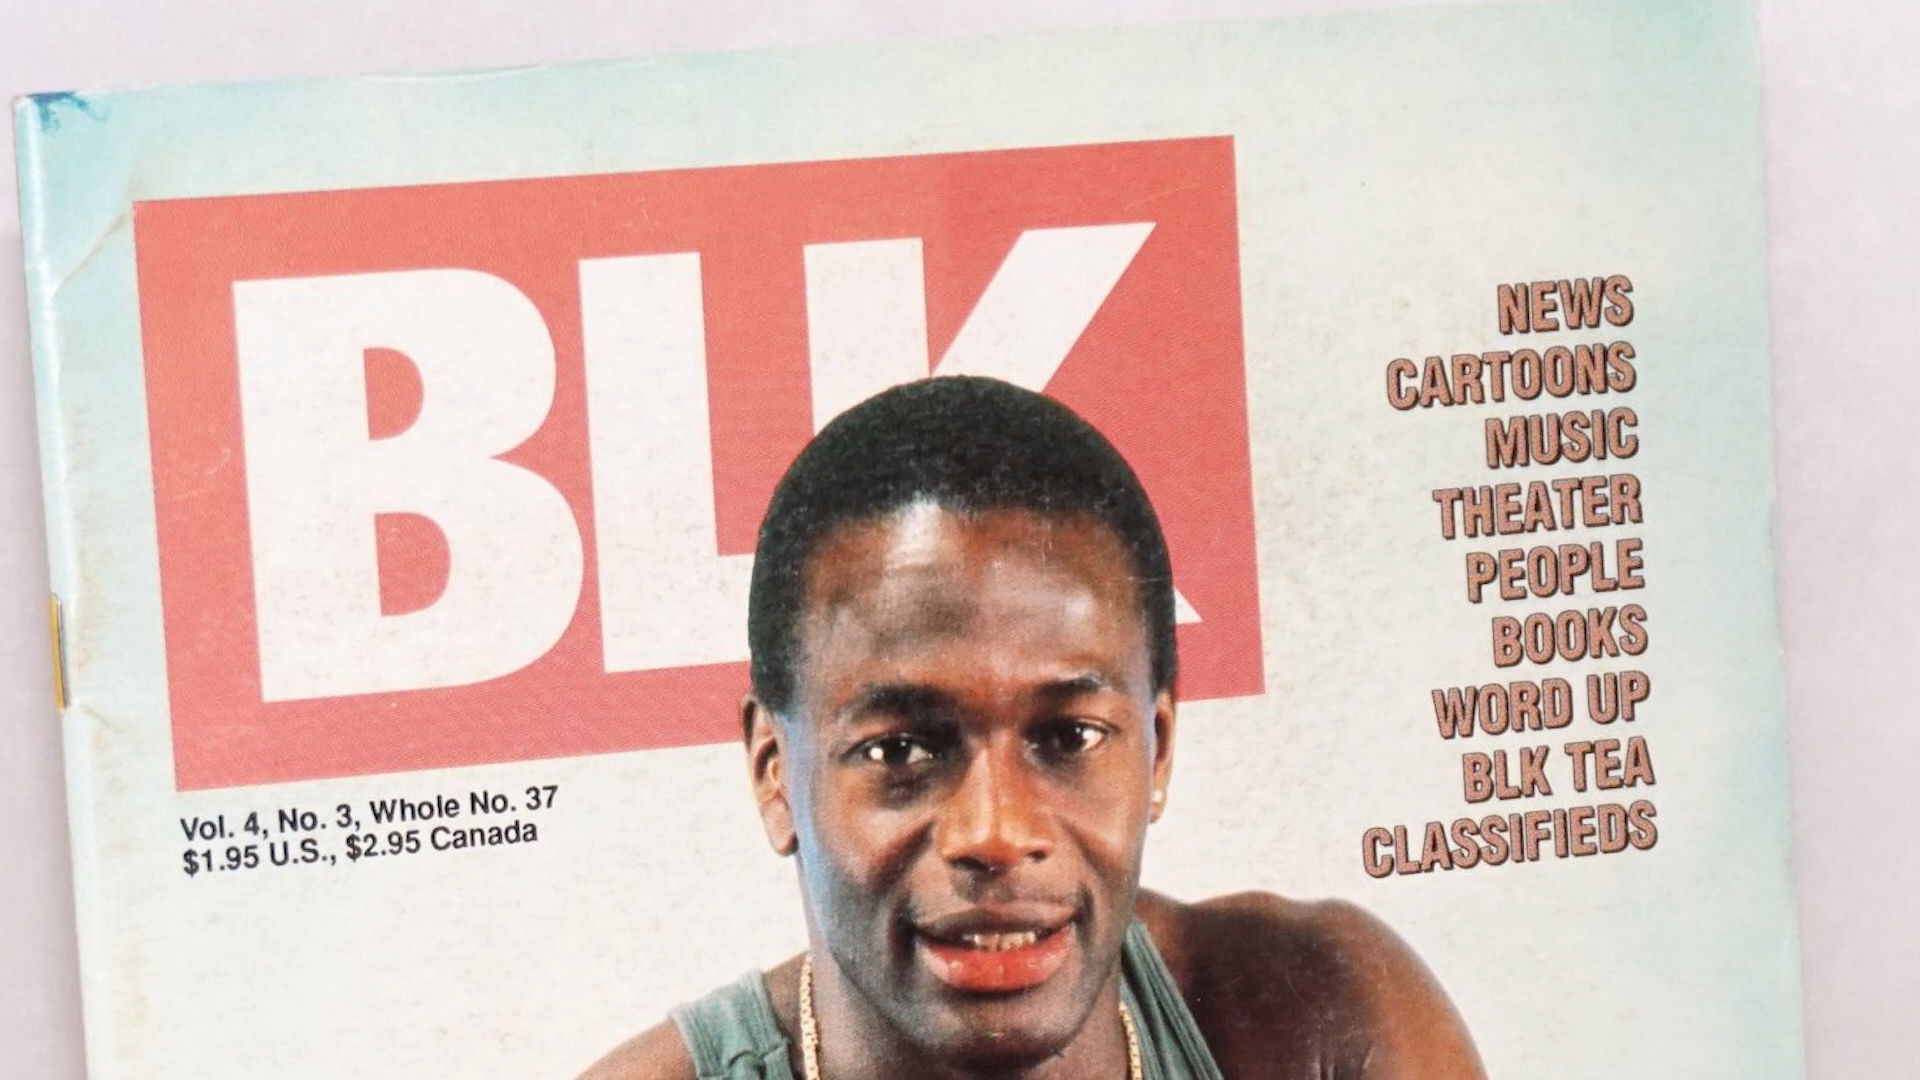 BLK
Vol. 4, No. 3, Whole No. 37
$1.95 U.S., $2.95 Canada
NEWS
CARTOONS
MUSIC
THEATER
PEOPLE
BOOKS
WORD UP
BLK TEA
CLASSIFIEDS